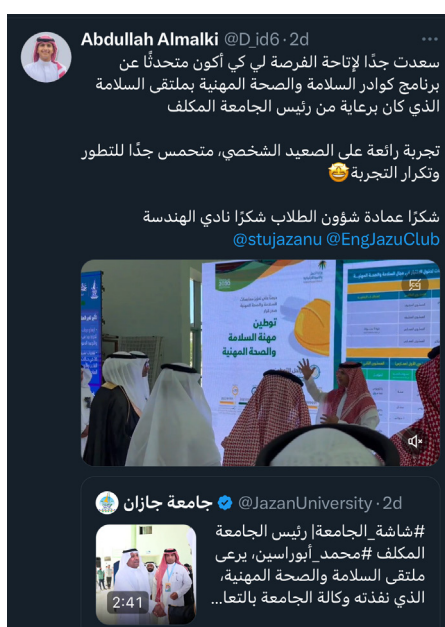 Abdullah Almalki @D_id6 · 2d
سعدت جدًا لإتاحة الفرصة لي كي أكون متحدثًا عن
برنامج كوادر السلامة والصحة المهنية بملتقى السلامة
الذي كان برعاية من رئيس الجامعة المكلف
تجربة رائعة على الصعيد الشخصي، متحمس جدًا للتطور
وتكرار التجربة🤩
شكرًا عمادة شؤون الطلاب شكرًا نادي الهندسة
@stujazanu @EngJazuClub
توطين
مهنة السلامة
والصحة المهنية
جامعة جازان @JazanUniversity · 2d
#شاشة_الجامعة| رئيس الجامعة
المكلف #محمد_أبوراسين، يرعى
ملتقى السلامة والصحة المهنية،
الذي نفذته وكالة الجامعة بالتعا...
2:41